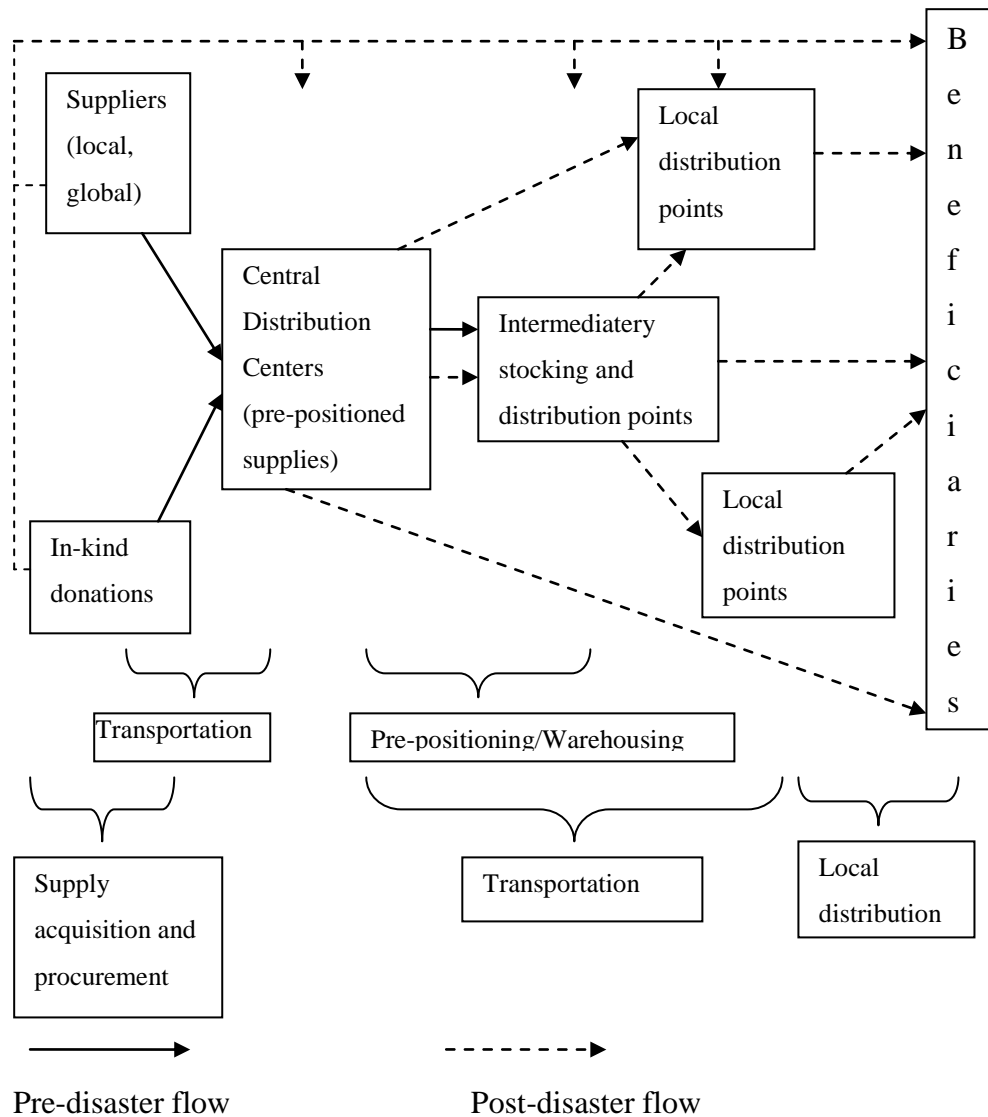 Suppliers
(local,
global)
In-kind
donations
Central
Distribution
Centers
(pre-positioned
supplies)
Intermediatery
stocking and
distribution points
Local
distribution
points
Local
distribution
points
B
e
n
e
f
i
c
i
a
r
i
e
s
Transportation
Pre-positioning/Warehousing
Supply
acquisition and
procurement
Transportation
Local
distribution
Pre-disaster flow
Post-disaster flow